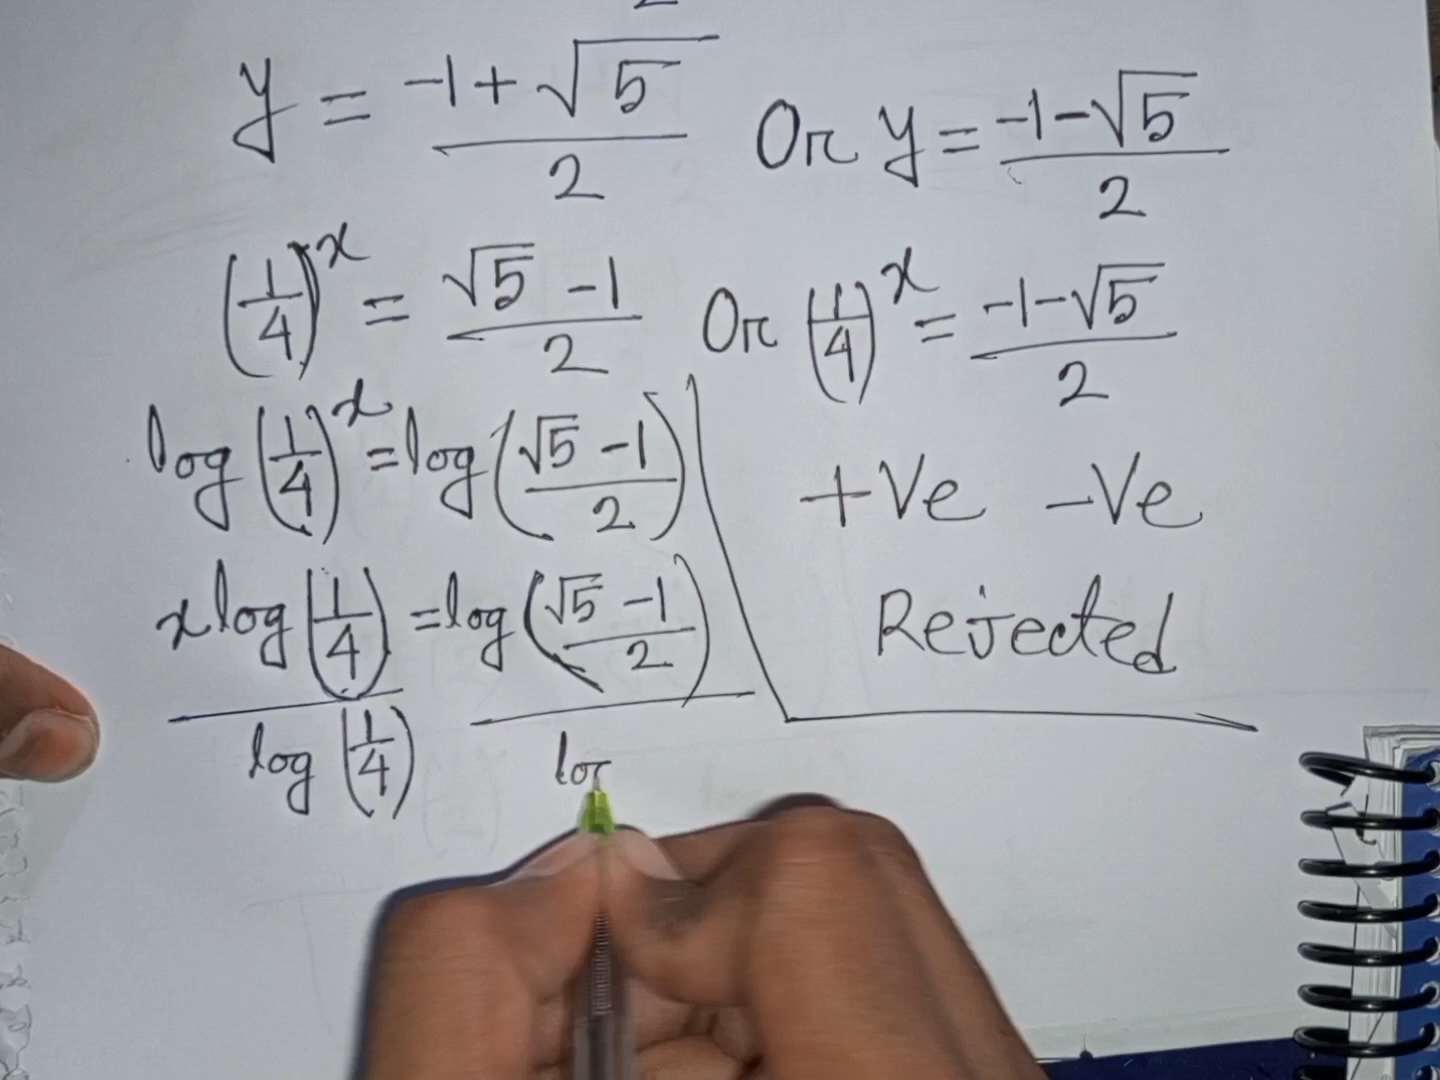 y = (-1+√5)/2 Or y = (-1-√5)/2
(1/4)^x = (√5 -1)/2 Or (1/4)^x = (-1-√5)/2
log(1/4)^x = log((√5 -1)/2)
+Ve -Ve
x log(1/4) = log((√5 -1)/2)
Rejected
log(1/4) lo